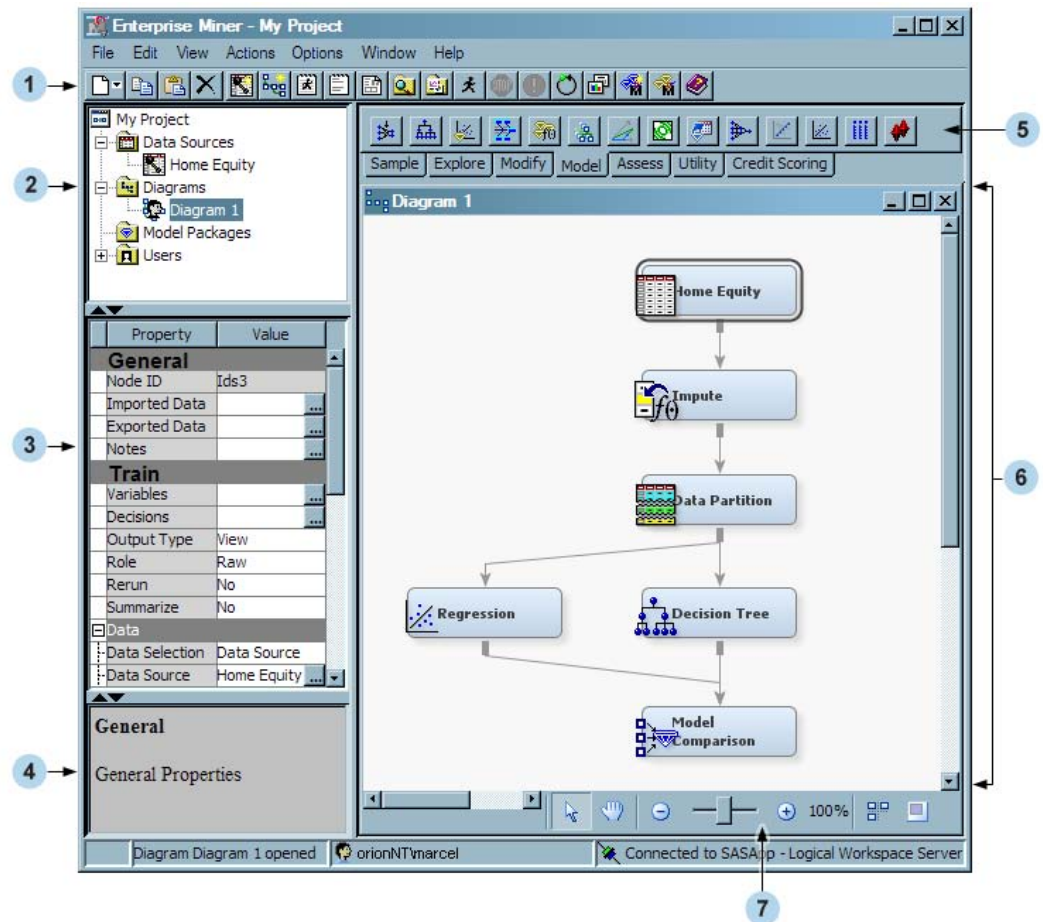 Enterprise Miner - My Project
File Edit View Actions Options Window Help
1
My Project
Data Sources
Home Equity
2
Diagrams
Diagram 1
Model Packages
Users
5
Sample Explore Modify Model Assess Utility Credit Scoring
Diagram 1
Home Equity
Impute
Data Partition
Regression
Decision Tree
Model
Comparison
6
Property Value
General
Node ID Ids3
Imported Data ...
Exported Data ...
3
Notes ...
Train
Variables ...
Decisions ...
Output Type View
Role Raw
Rerun No
Summarize No
Data
Data Selection Data Source
Data Source Home Equity ...
General
4
General Properties
100%
Diagram Diagram 1 opened
orionNT\marcel
Connected to SASApp - Logical Workspace Server
7